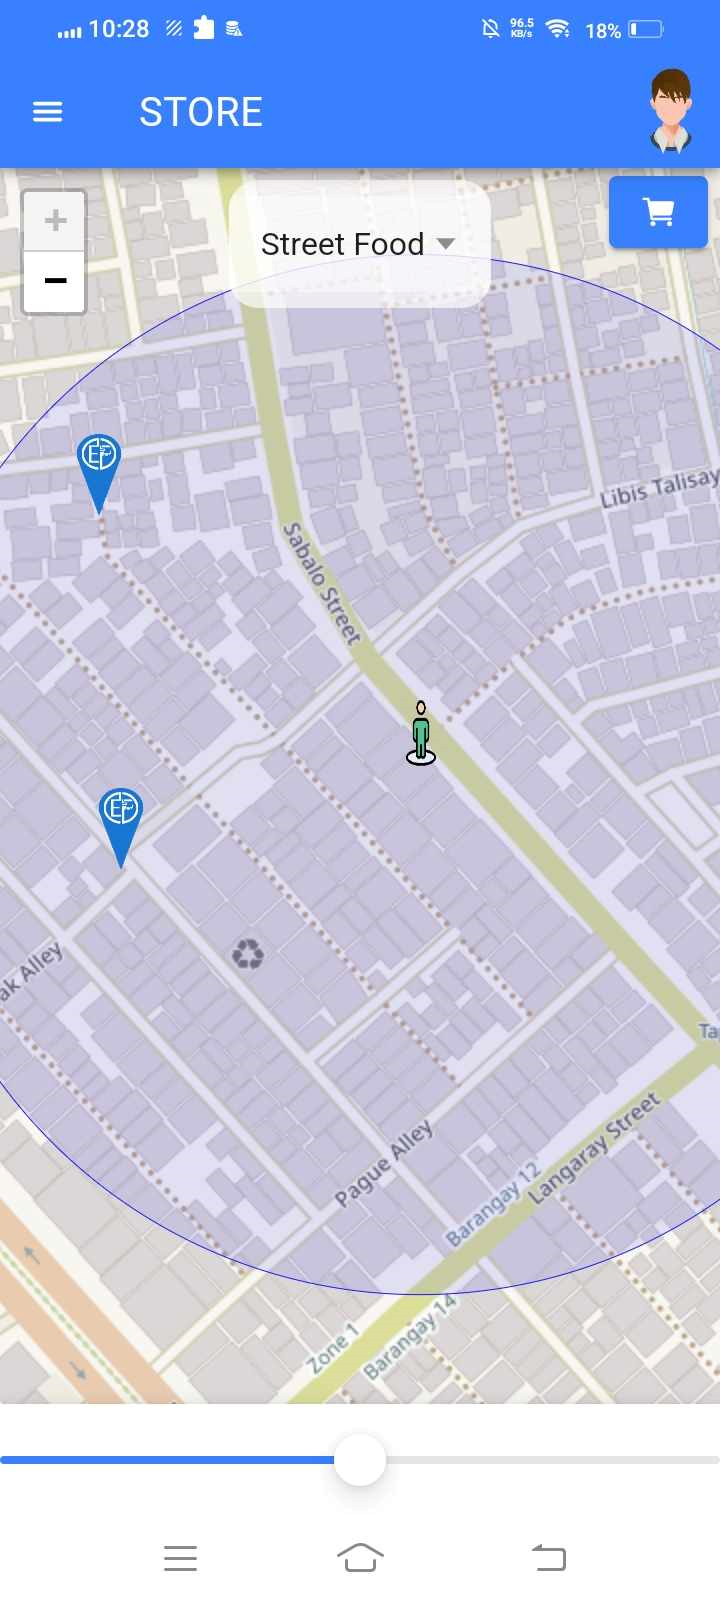 10:28
96.5
KB/s
18%
STORE
Street Food
+
−
Libis Talisay
Sabalo Street
ak Alley
Ta
Pague Alley
Langaray Street
Barangay 12
Zone 1
Barangay 14